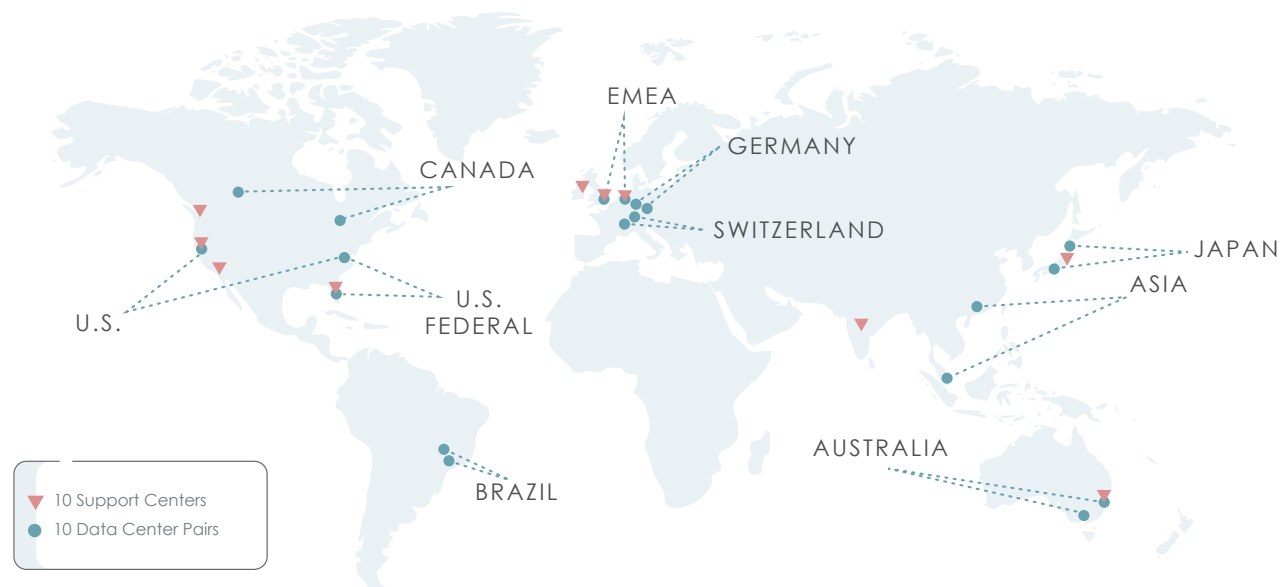 EMEA
GERMANY
CANADA
SWITZERLAND
JAPAN
ASIA
U.S.
U.S.
FEDERAL
AUSTRALIA
BRAZIL
10 Support Centers
10 Data Center Pairs